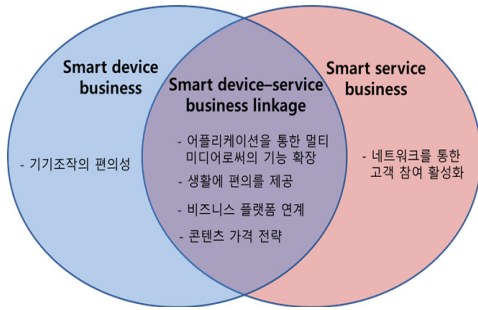 Smart device
business
- 기기조작의 편의성
Smart device–service
business linkage
- 어플리케이션을 통한 멀티
미디어로써의 기능 확장
- 생활에 편의를 제공
- 비즈니스 플랫폼 연계
- 콘텐츠 가격 전략
Smart service
business
- 네트워크를 통한
고객 참여 활성화